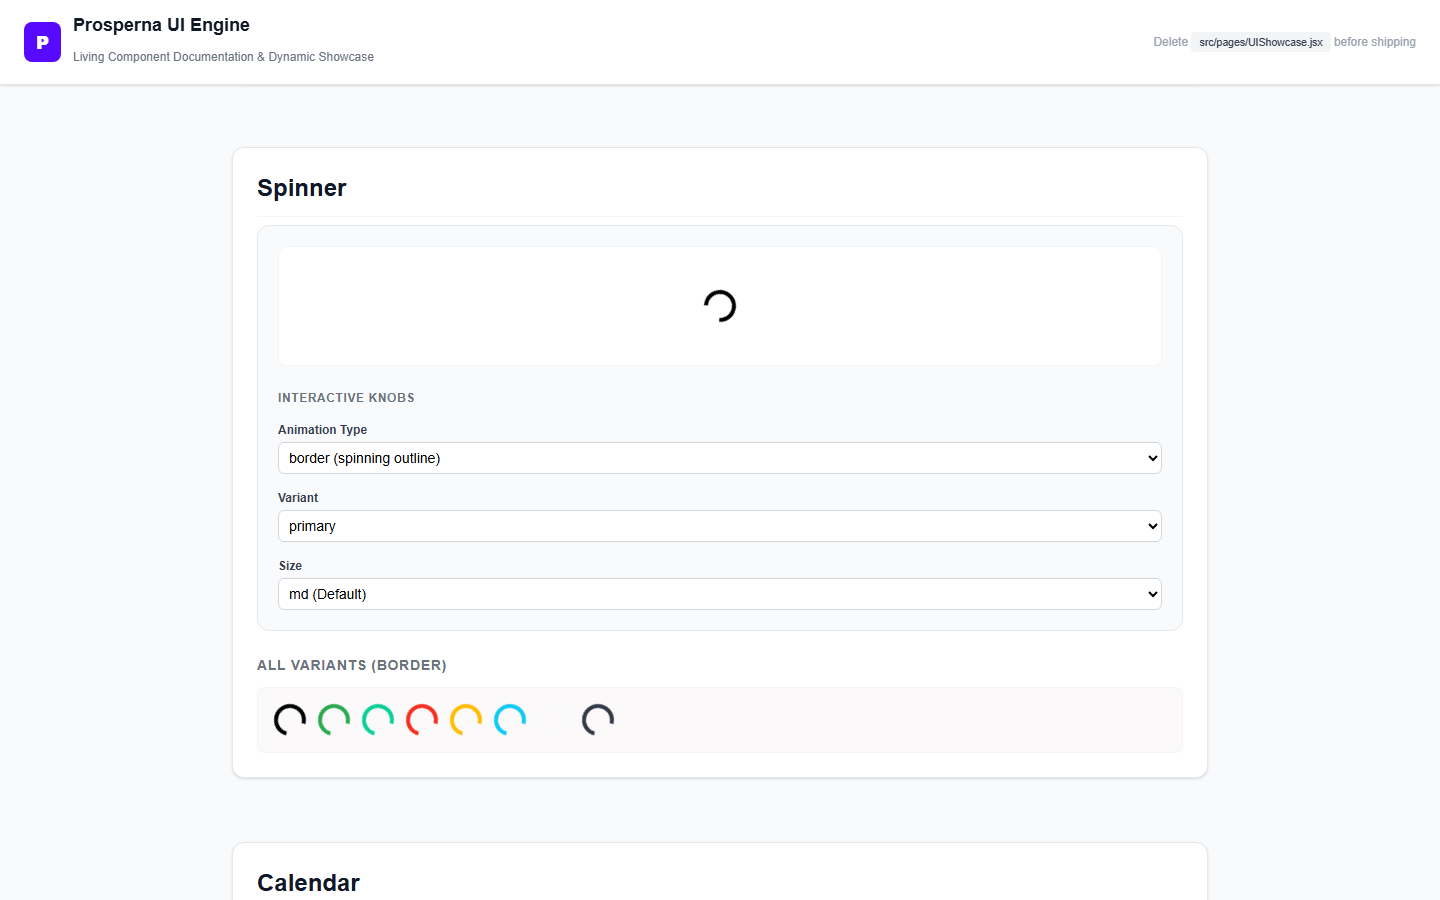 P
Prosperna UI Engine
Living Component Documentation & Dynamic Showcase
Delete src/pages/UIShowcase.jsx before shipping
Spinner
INTERACTIVE KNOBS
Animation Type
border (spinning outline)
Variant
primary
Size
md (Default)
ALL VARIANTS (BORDER)
Calendar